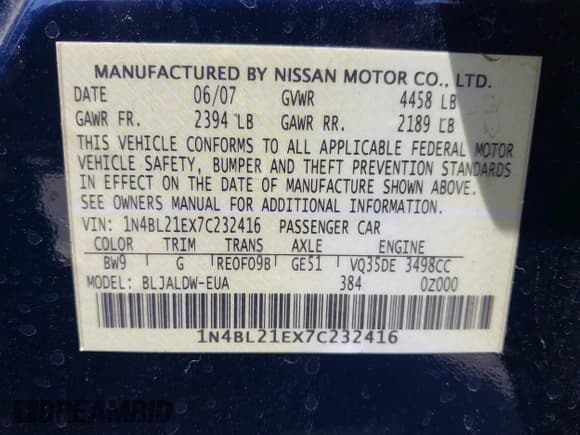 MANUFACTURED BY NISSAN MOTOR CO., LTD.
DATE 06/07 GVWR 4458 LB
GAWR FR. 2394 LB GAWR RR. 2189 LB
THIS VEHICLE CONFORMS TO ALL APPLICABLE FEDERAL MOTOR
VEHICLE SAFETY, BUMPER AND THEFT PREVENTION STANDARDS
IN EFFECT ON THE DATE OF MANUFACTURE SHOWN ABOVE.
SEE OWNERS MANUAL FOR ADDITIONAL INFORMATION.
VIN: 1N4BL21EX7C232416 PASSENGER CAR
COLOR TRIM TRANS AXLE ENGINE
BW9 G RE0F09B GE51 VQ35DE 3498CC
MODEL: BLJALDW-EUA 384 0Z000
1N4BL21EX7C232416
BREAMBID